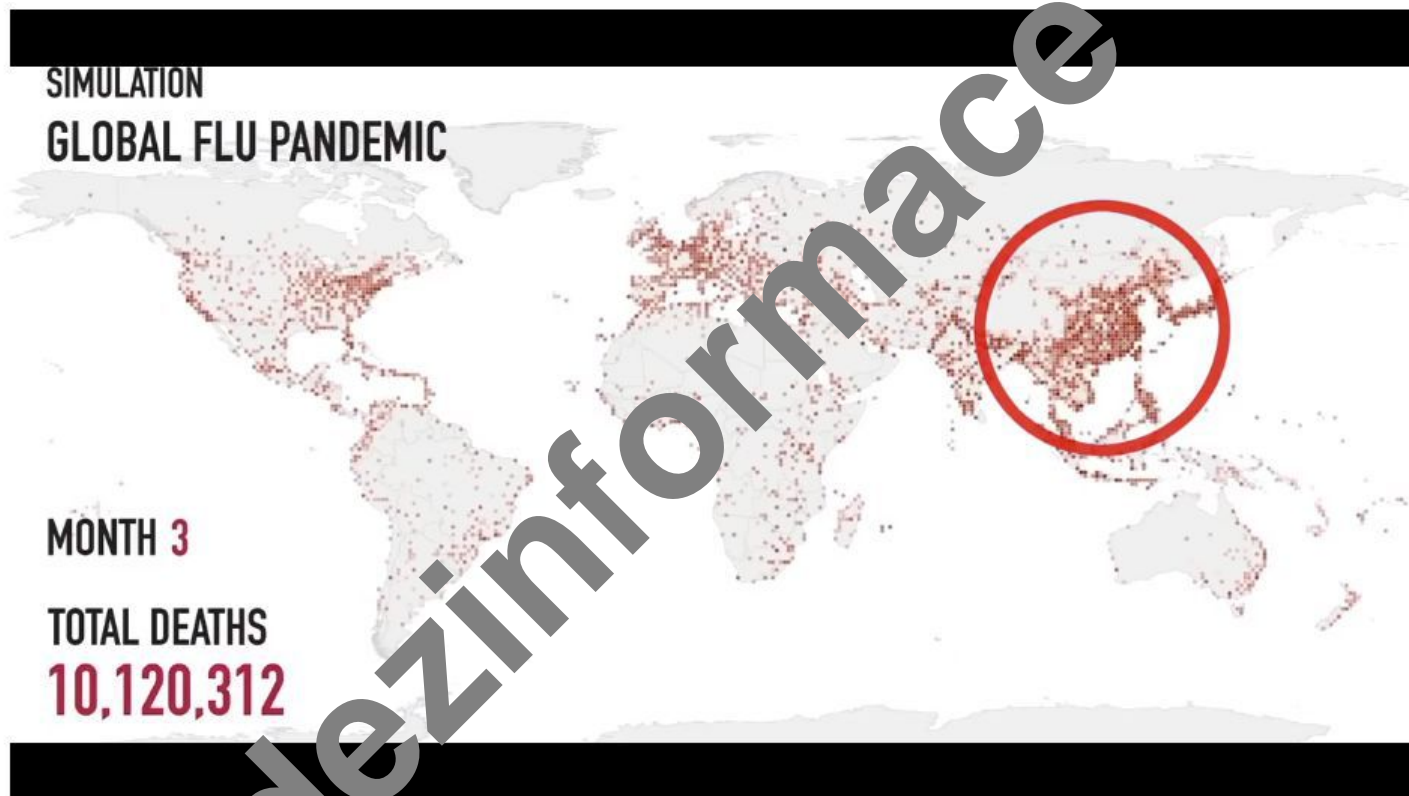 SIMULATION
GLOBAL FLU PANDEMIC
MONTH 3
TOTAL DEATHS
10,120,312
dezinformace